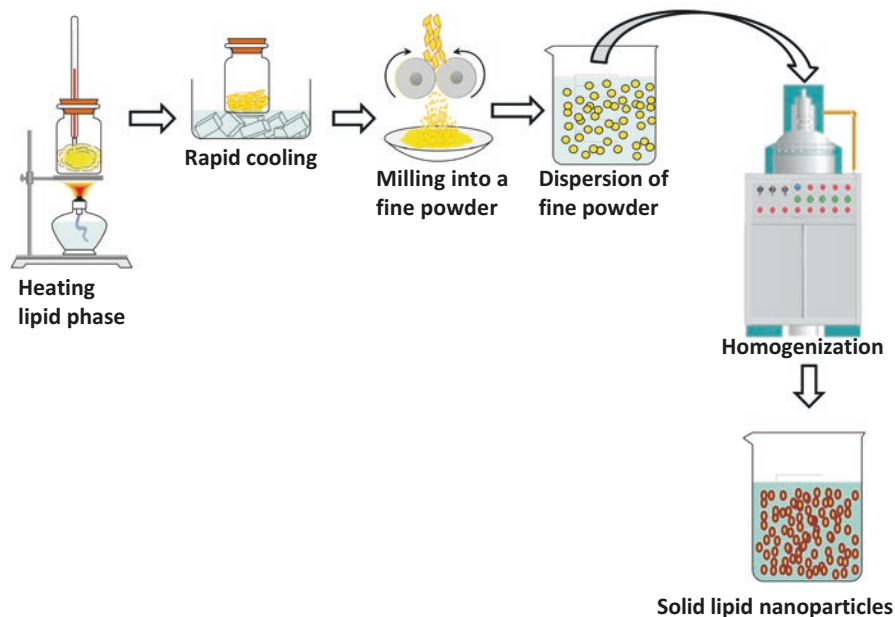 Heating
lipid phase
Rapid cooling
Milling into a
fine powder
Dispersion of
fine powder
Homogenization
Solid lipid nanoparticles